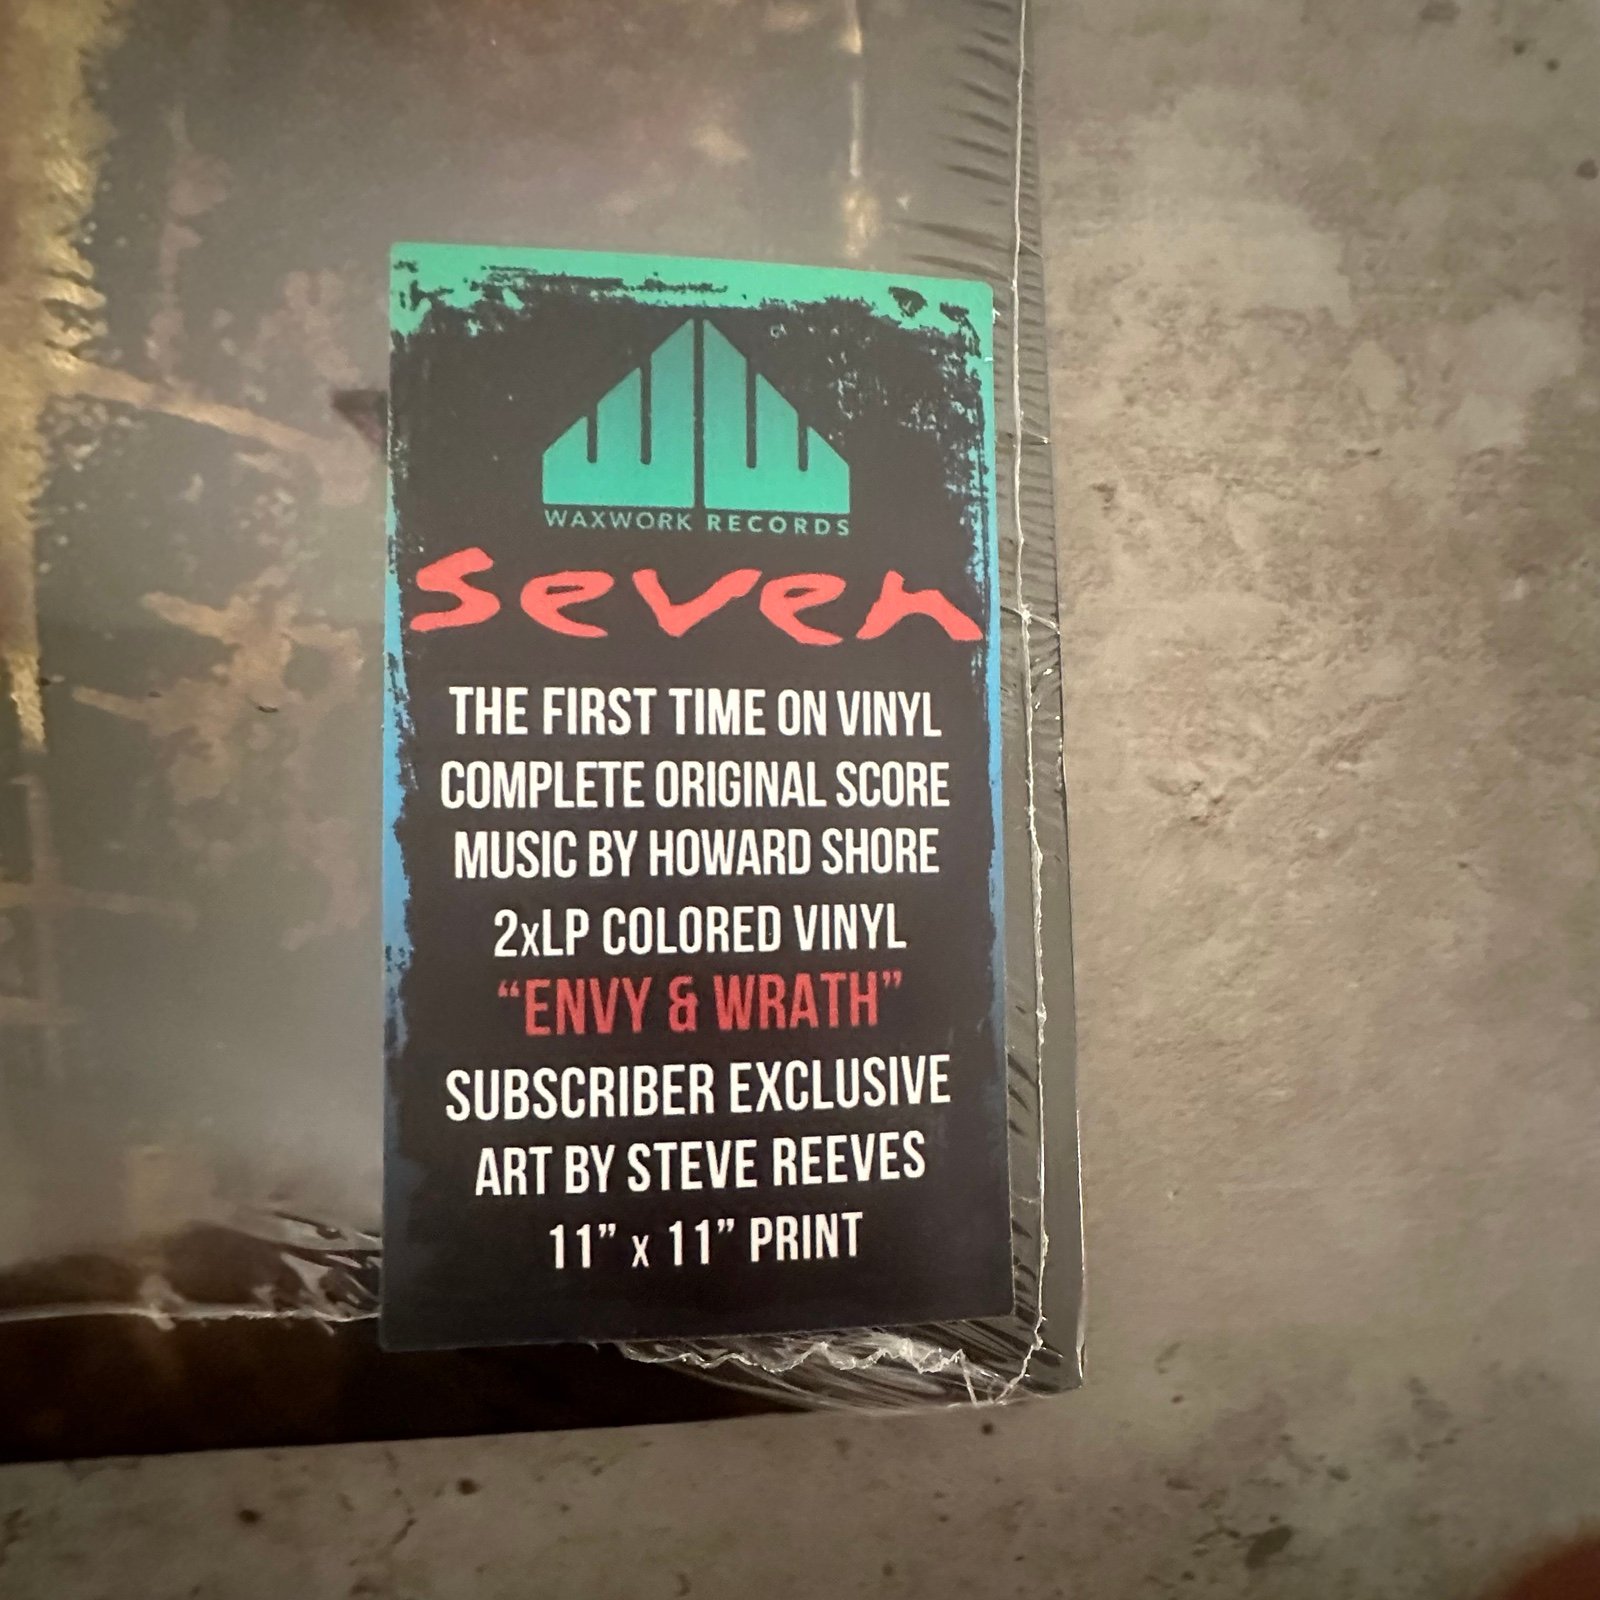 WAXWORK RECORDS
seven
THE FIRST TIME ON VINYL
COMPLETE ORIGINAL SCORE
MUSIC BY HOWARD SHORE
2xLP COLORED VINYL
“ENVY & WRATH”
SUBSCRIBER EXCLUSIVE
ART BY STEVE REEVES
11” x 11” PRINT